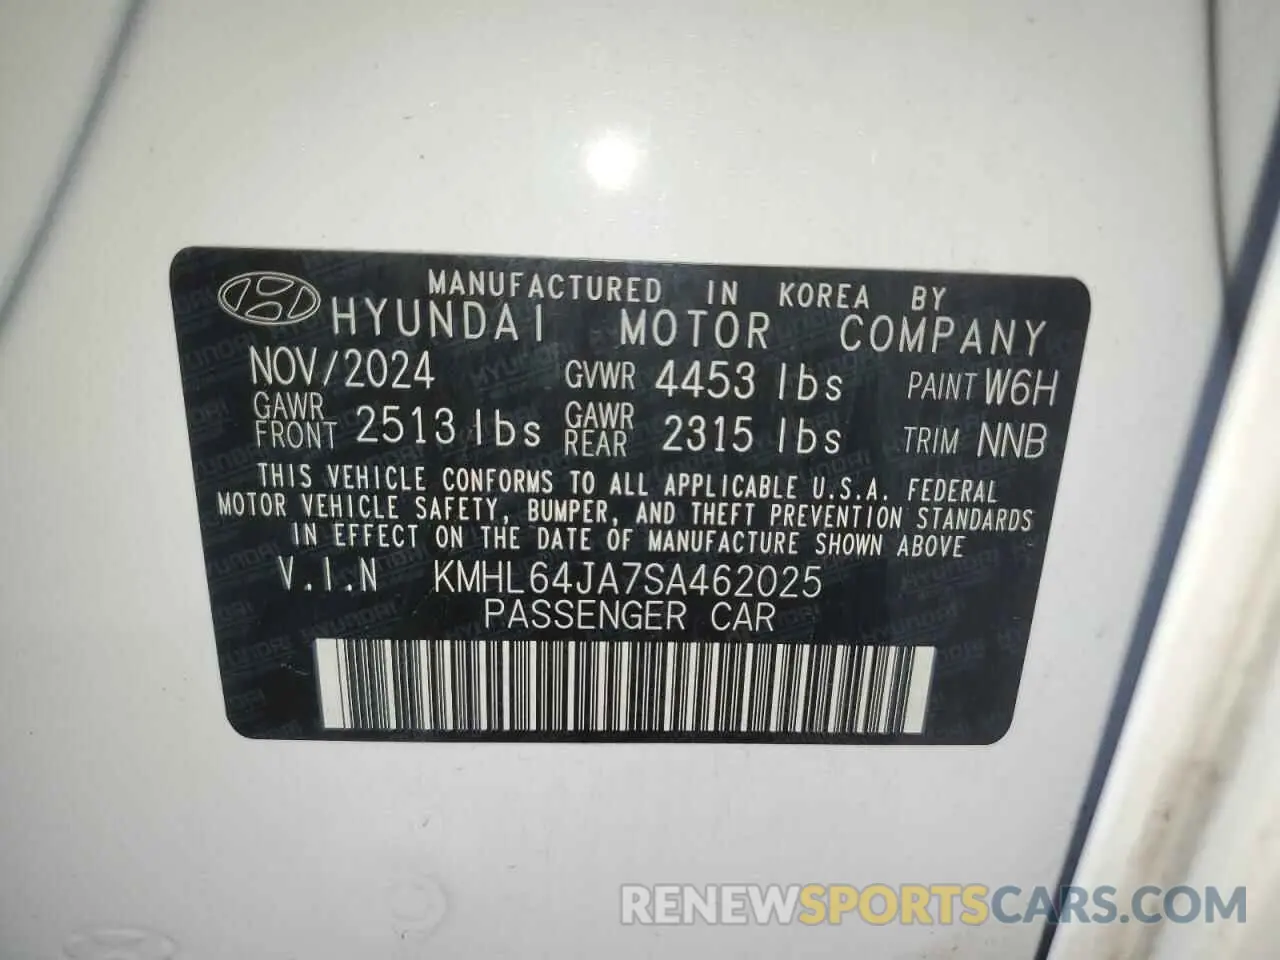 MANUFACTURED IN KOREA BY
HYUNDAI MOTOR COMPANY
NOV/2024 GVWR 4453 lbs PAINT W6H
GAWR FRONT 2513 lbs GAWR REAR 2315 lbs TRIM NNB
THIS VEHICLE CONFORMS TO ALL APPLICABLE U.S.A. FEDERAL
MOTOR VEHICLE SAFETY, BUMPER, AND THEFT PREVENTION STANDARDS
IN EFFECT ON THE DATE OF MANUFACTURE SHOWN ABOVE
V.I.N KMHL64JA7SA462025
PASSENGER CAR
RENEWSPORTSCARS.COM